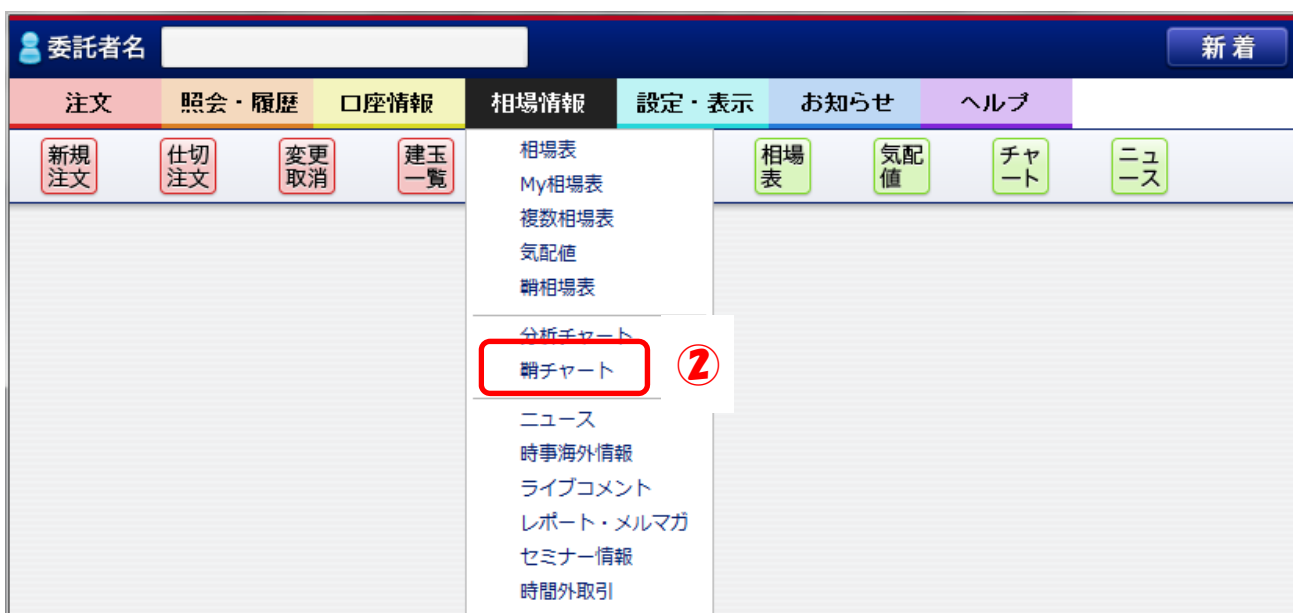 委託者名
新着
注文 照会・履歴 口座情報 相場情報 設定・表示 お知らせ ヘルプ
新規注文 仕切注文 変更取消 建玉一覧 相場表 気配値 チャート ニュース
相場表
My相場表
複数相場表
気配値
鞘相場表
分析チャート
鞘チャート
②
ニュース
時事海外情報
ライブコメント
レポート・メルマガ
セミナー情報
時間外取引